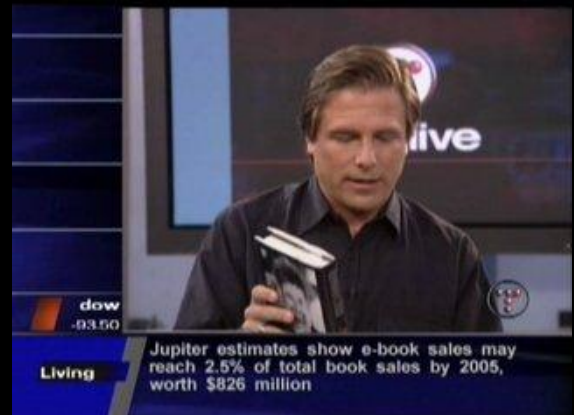 live
dow
-93.50
Living
Jupiter estimates show e-book sales may
reach 2.5% of total book sales by 2005,
worth $826 million